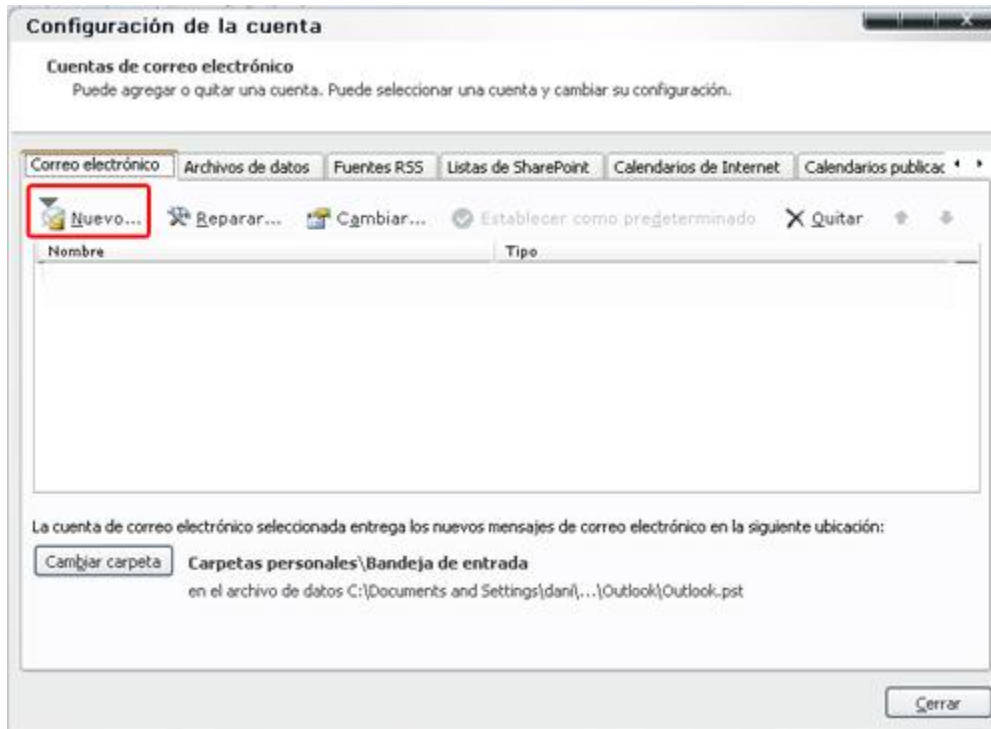 Configuración de la cuenta
Cuentas de correo electrónico
Puede agregar o quitar una cuenta. Puede seleccionar una cuenta y cambiar su configuración.
Correo electrónico Archivos de datos Fuentes RSS Listas de SharePoint Calendarios de Internet Calendarios publicac
Nuevo... Reparar... Cambiar... Establecer como predeterminado Quitar
Nombre Tipo
La cuenta de correo electrónico seleccionada entrega los nuevos mensajes de correo electrónico en la siguiente ubicación:
Cambiar carpeta Carpetas personales\Bandeja de entrada
en el archivo de datos C:\Documents and Settings\dani\...\Outlook\Outlook.pst
Cerrar